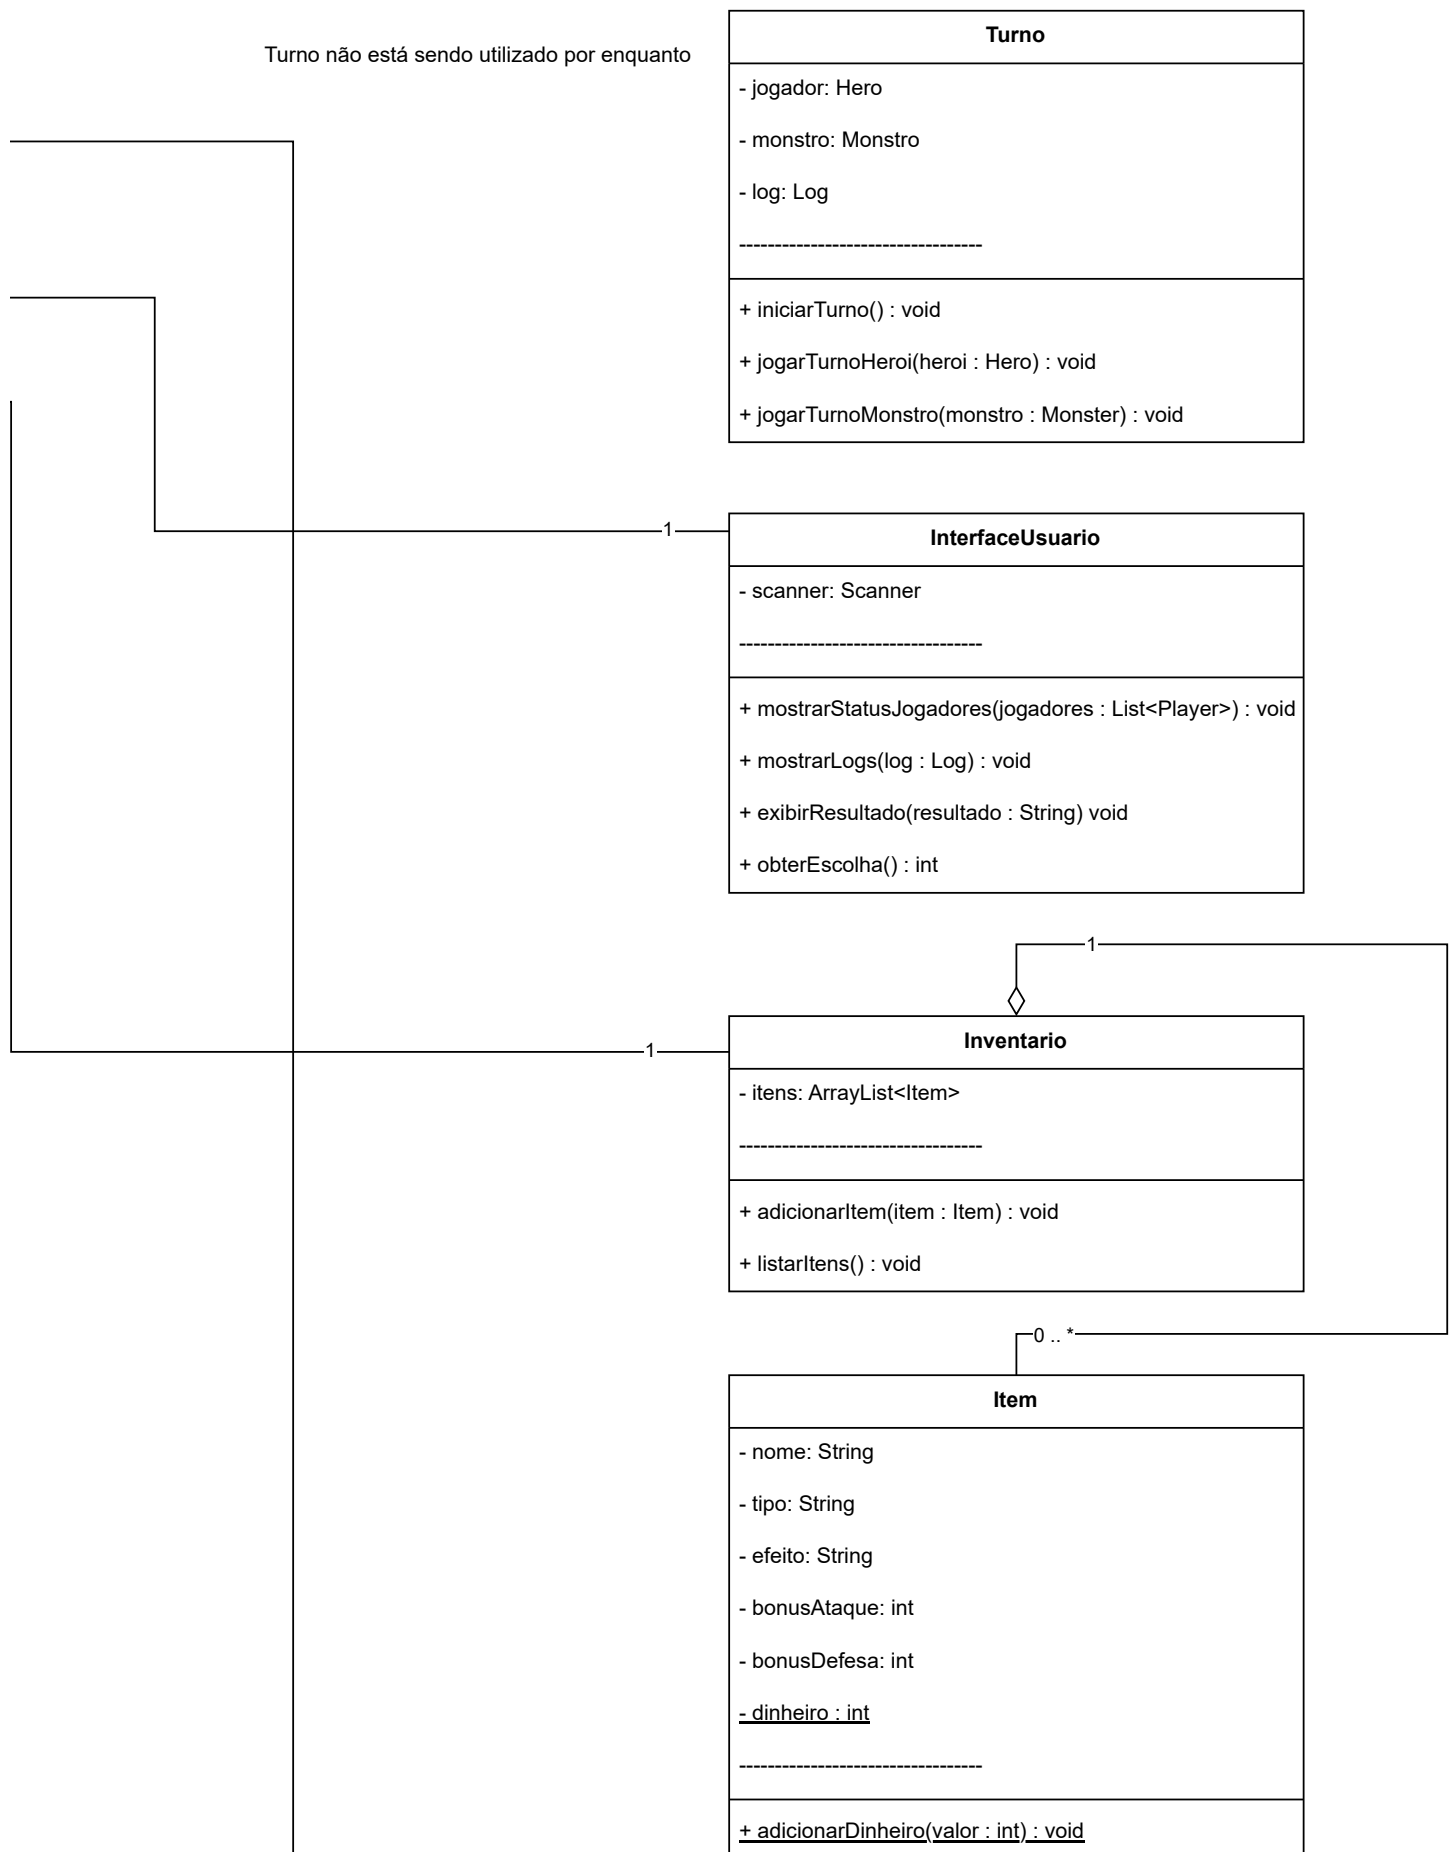 Turno não está sendo utilizado por enquanto
Turno
- jogador: Hero
- monstro: Monstro
- log: Log
----------------------------------
+ iniciarTurno() : void
+ jogarTurnoHeroi(heroi : Hero) : void
+ jogarTurnoMonstro(monstro : Monster) : void
1
InterfaceUsuario
- scanner: Scanner
----------------------------------
+ mostrarStatusJogadores(jogadores : List<Player>) : void
+ mostrarLogs(log : Log) : void
+ exibirResultado(resultado : String) void
+ obterEscolha() : int
1
1
Inventario
- itens: ArrayList<Item>
----------------------------------
+ adicionarItem(item : Item) : void
+ listarItens() : void
0 .. *
Item
- nome: String
- tipo: String
- efeito: String
- bonusAtaque: int
- bonusDefesa: int
- dinheiro : int
----------------------------------
+ adicionarDinheiro(valor : int) : void